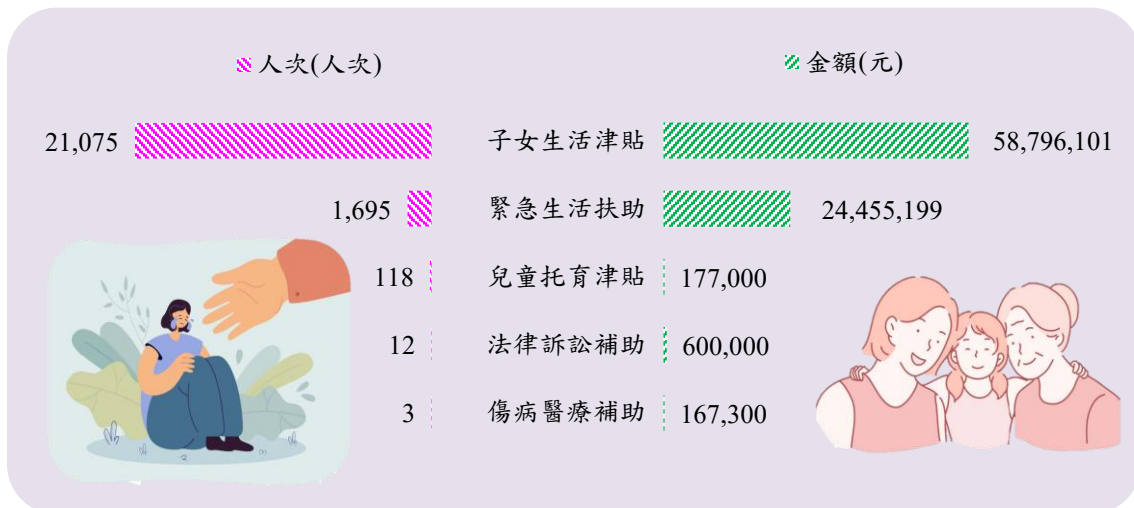 人次(人次) 金額(元)
21,075 子女生活津貼 58,796,101
1,695 緊急生活扶助 24,455,199
118 兒童托育津貼 177,000
12 法律訴訟補助 600,000
3 傷病醫療補助 167,300